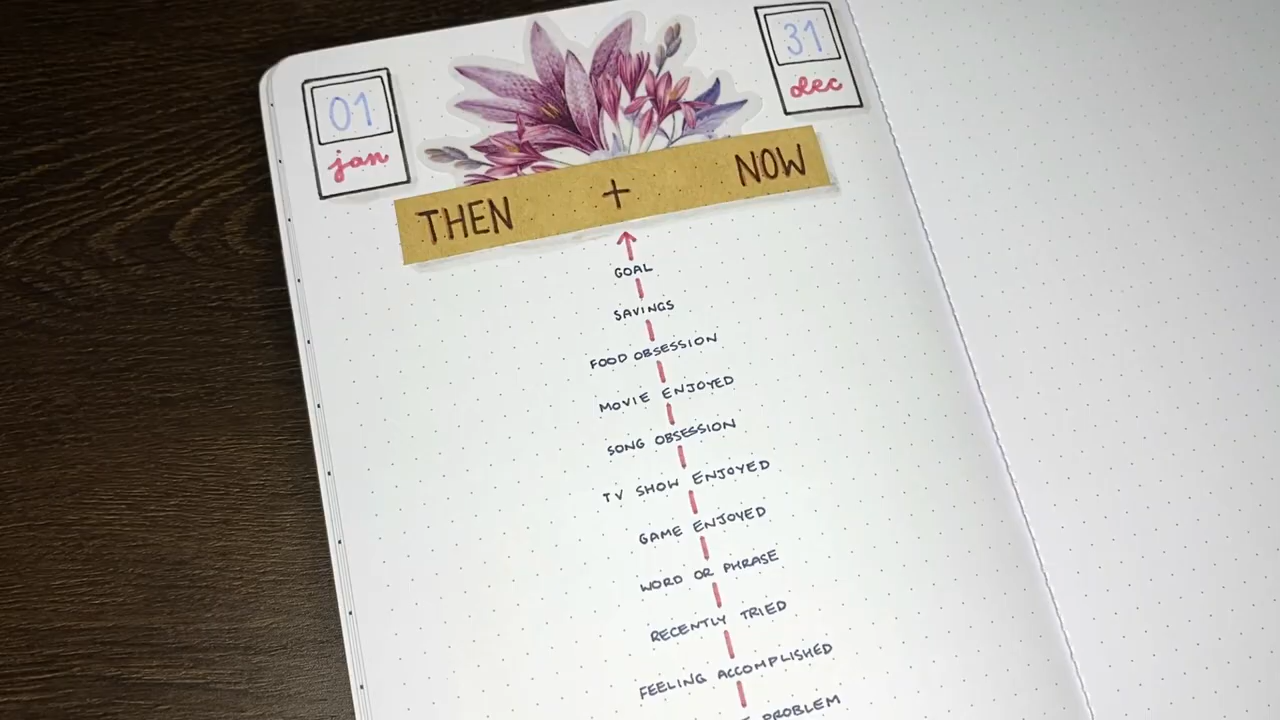 01
jan
31
dec
THEN + NOW
GOAL
SAVINGS
FOOD OBSESSION
MOVIE ENJOYED
SONG OBSESSION
TV SHOW ENJOYED
GAME ENJOYED
WORD OR PHRASE
RECENTLY TRIED
FEELING ACCOMPLISHED
PROBLEM